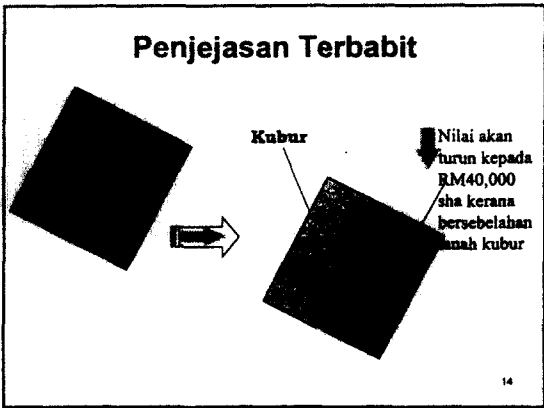 Penjejasan Terbabit
Kubur
Nilai akan
turun kepada
RM40,000
sha kerana
bersebelahan
tanah kubur
14